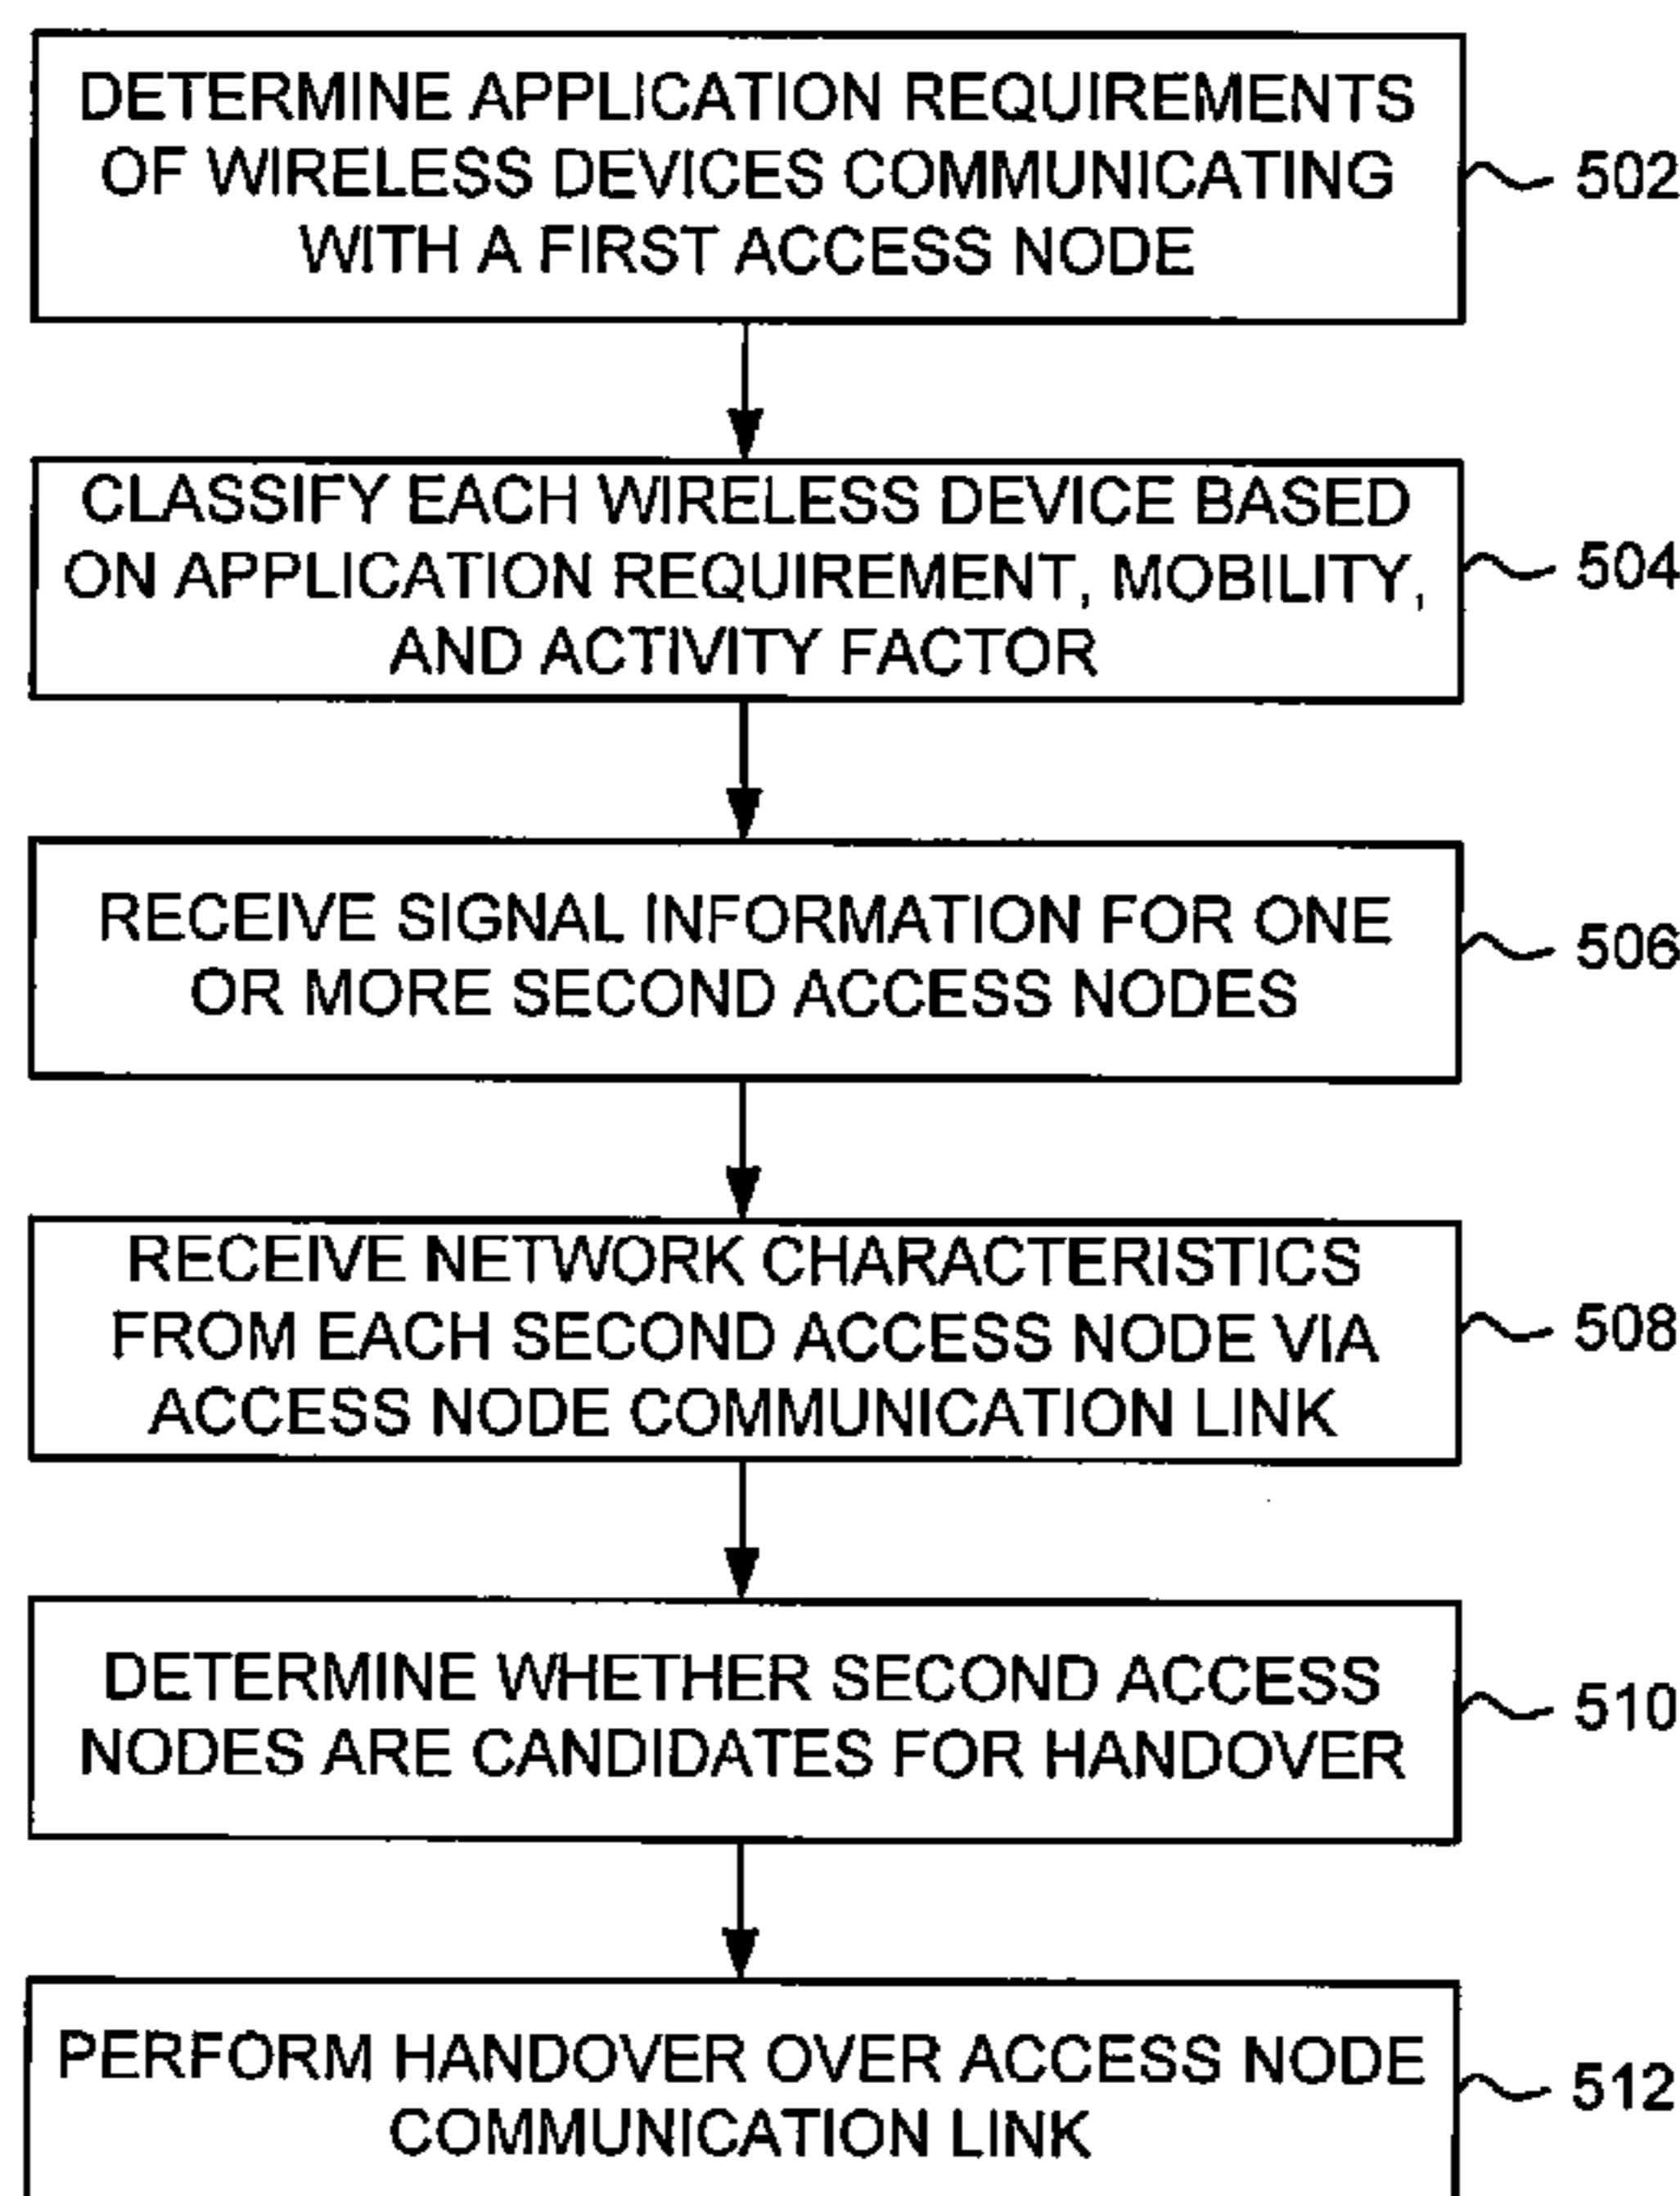 DETERMINE APPLICATION REQUIREMENTS
OF WIRELESS DEVICES COMMUNICATING
WITH A FIRST ACCESS NODE
502
CLASSIFY EACH WIRELESS DEVICE BASED
ON APPLICATION REQUIREMENT, MOBILITY,
AND ACTIVITY FACTOR
504
RECEIVE SIGNAL INFORMATION FOR ONE
OR MORE SECOND ACCESS NODES
506
RECEIVE NETWORK CHARACTERISTICS
FROM EACH SECOND ACCESS NODE VIA
ACCESS NODE COMMUNICATION LINK
508
DETERMINE WHETHER SECOND ACCESS
NODES ARE CANDIDATES FOR HANDOVER
510
PERFORM HANDOVER OVER ACCESS NODE
COMMUNICATION LINK
512